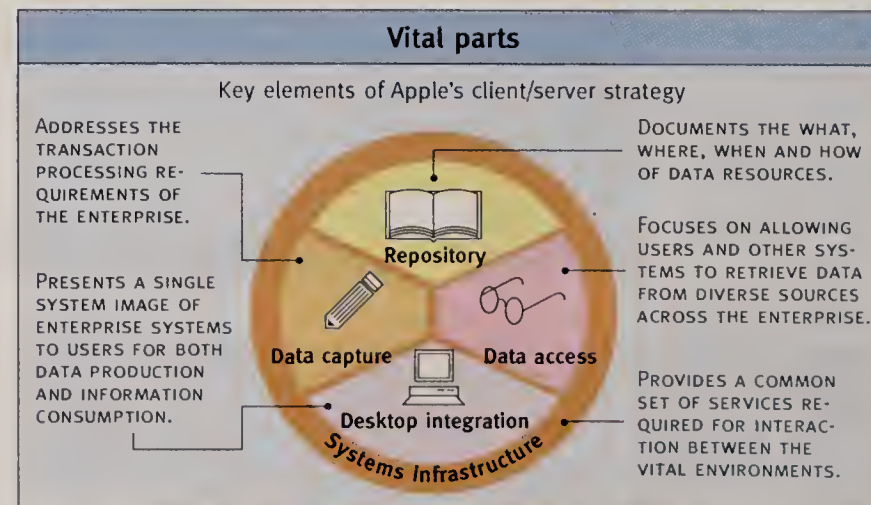 Vital parts
Key elements of Apple's client/server strategy
ADDRESSES THE
TRANSACTION
PROCESSING RE-
QUIREMENTS OF
THE ENTERPRISE.
PRESENTS A SINGLE
SYSTEM IMAGE OF
ENTERPRISE SYSTEMS
TO USERS FOR BOTH
DATA PRODUCTION
AND INFORMATION
CONSUMPTION.
Repository
Data capture
Data access
Desktop integration
Systems infrastructure
DOCUMENTS THE WHAT,
WHERE, WHEN AND HOW
OF DATA RESOURCES.
FOCUSES ON ALLOWING
USERS AND OTHER SYS-
TEMS TO RETRIEVE DATA
FROM DIVERSE SOURCES
ACROSS THE ENTERPRISE.
PROVIDES A COMMON
SET OF SERVICES RE-
QUIRED FOR INTERAC-
TION BETWEEN THE
VITAL ENVIRONMENTS.